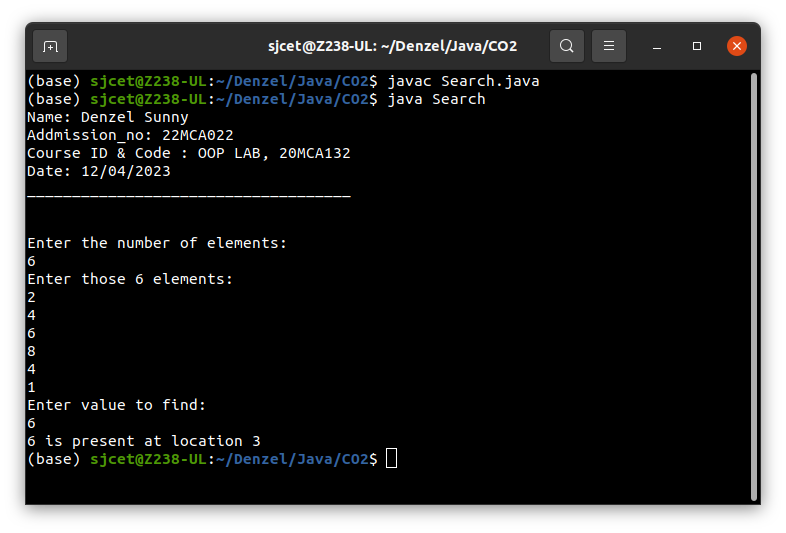 sjcet@Z238-UL: ~/Denzel/Java/CO2
(base) sjcet@Z238-UL:~/Denzel/Java/CO2$ javac Search.java
(base) sjcet@Z238-UL:~/Denzel/Java/CO2$ java Search
Name: Denzel Sunny
Addmission_no: 22MCA022
Course ID & Code : OOP LAB, 20MCA132
Date: 12/04/2023
____________________________________
Enter the number of elements:
6
Enter those 6 elements:
2
4
6
8
4
1
Enter value to find:
6
6 is present at location 3
(base) sjcet@Z238-UL:~/Denzel/Java/CO2$